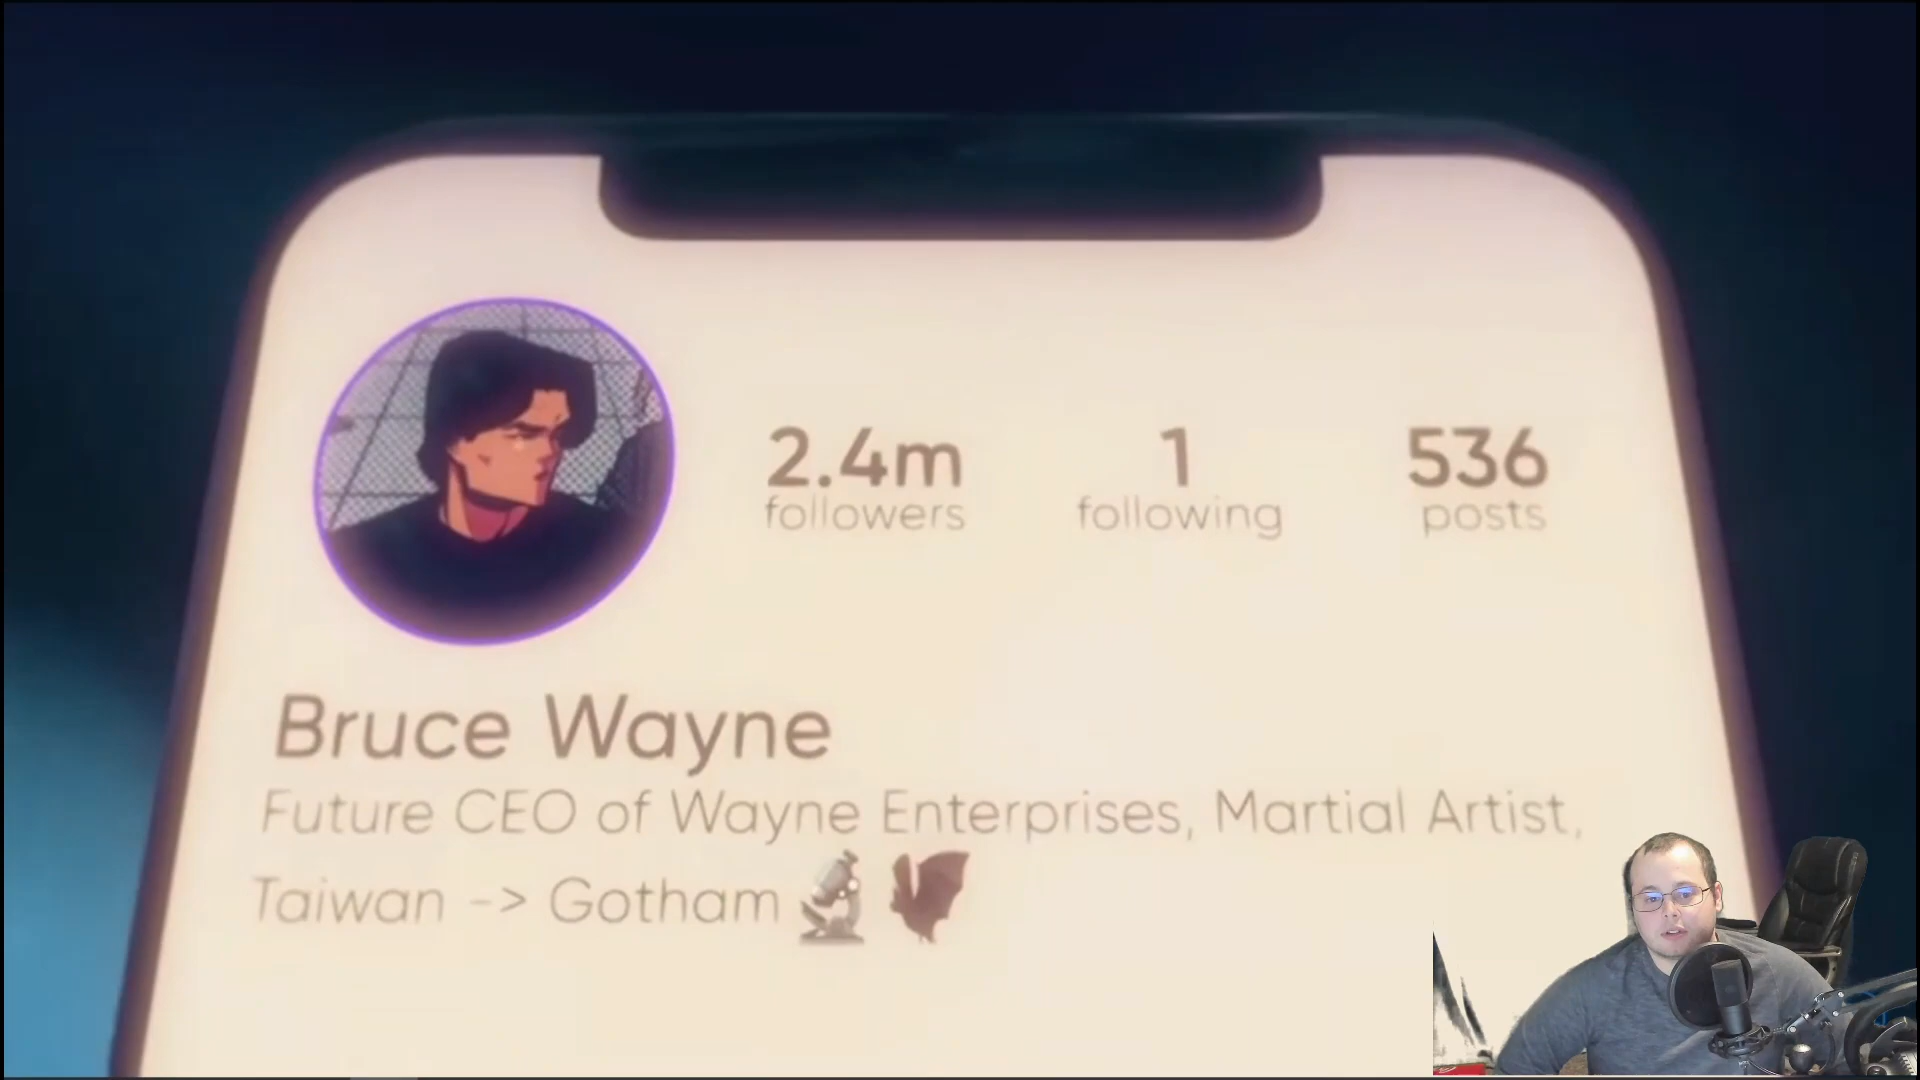 2.4m 1 536
followers following posts
Bruce Wayne
Future CEO of Wayne Enterprises, Martial Artist,
Taiwan -> Gotham